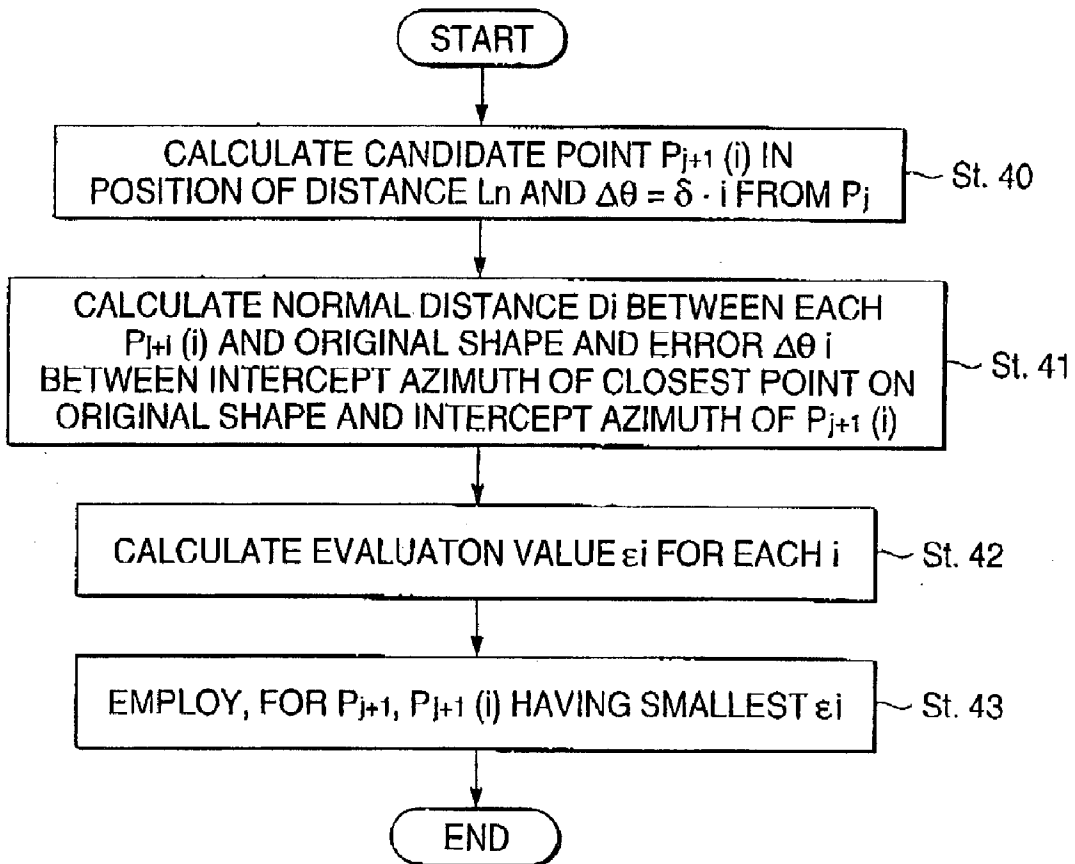 START
CALCULATE CANDIDATE POINT Pj+1 (i) IN
POSITION OF DISTANCE Ln AND Δθ = δ · i FROM Pj
St. 40
CALCULATE NORMAL DISTANCE Di BETWEEN EACH
Pj+i (i) AND ORIGINAL SHAPE AND ERROR Δθ i
BETWEEN INTERCEPT AZIMUTH OF CLOSEST POINT ON
ORIGINAL SHAPE AND INTERCEPT AZIMUTH OF Pj+1 (i)
St. 41
CALCULATE EVALUATON VALUE εi FOR EACH i
St. 42
EMPLOY, FOR Pj+1, Pj+1 (i) HAVING SMALLEST εi
St. 43
END